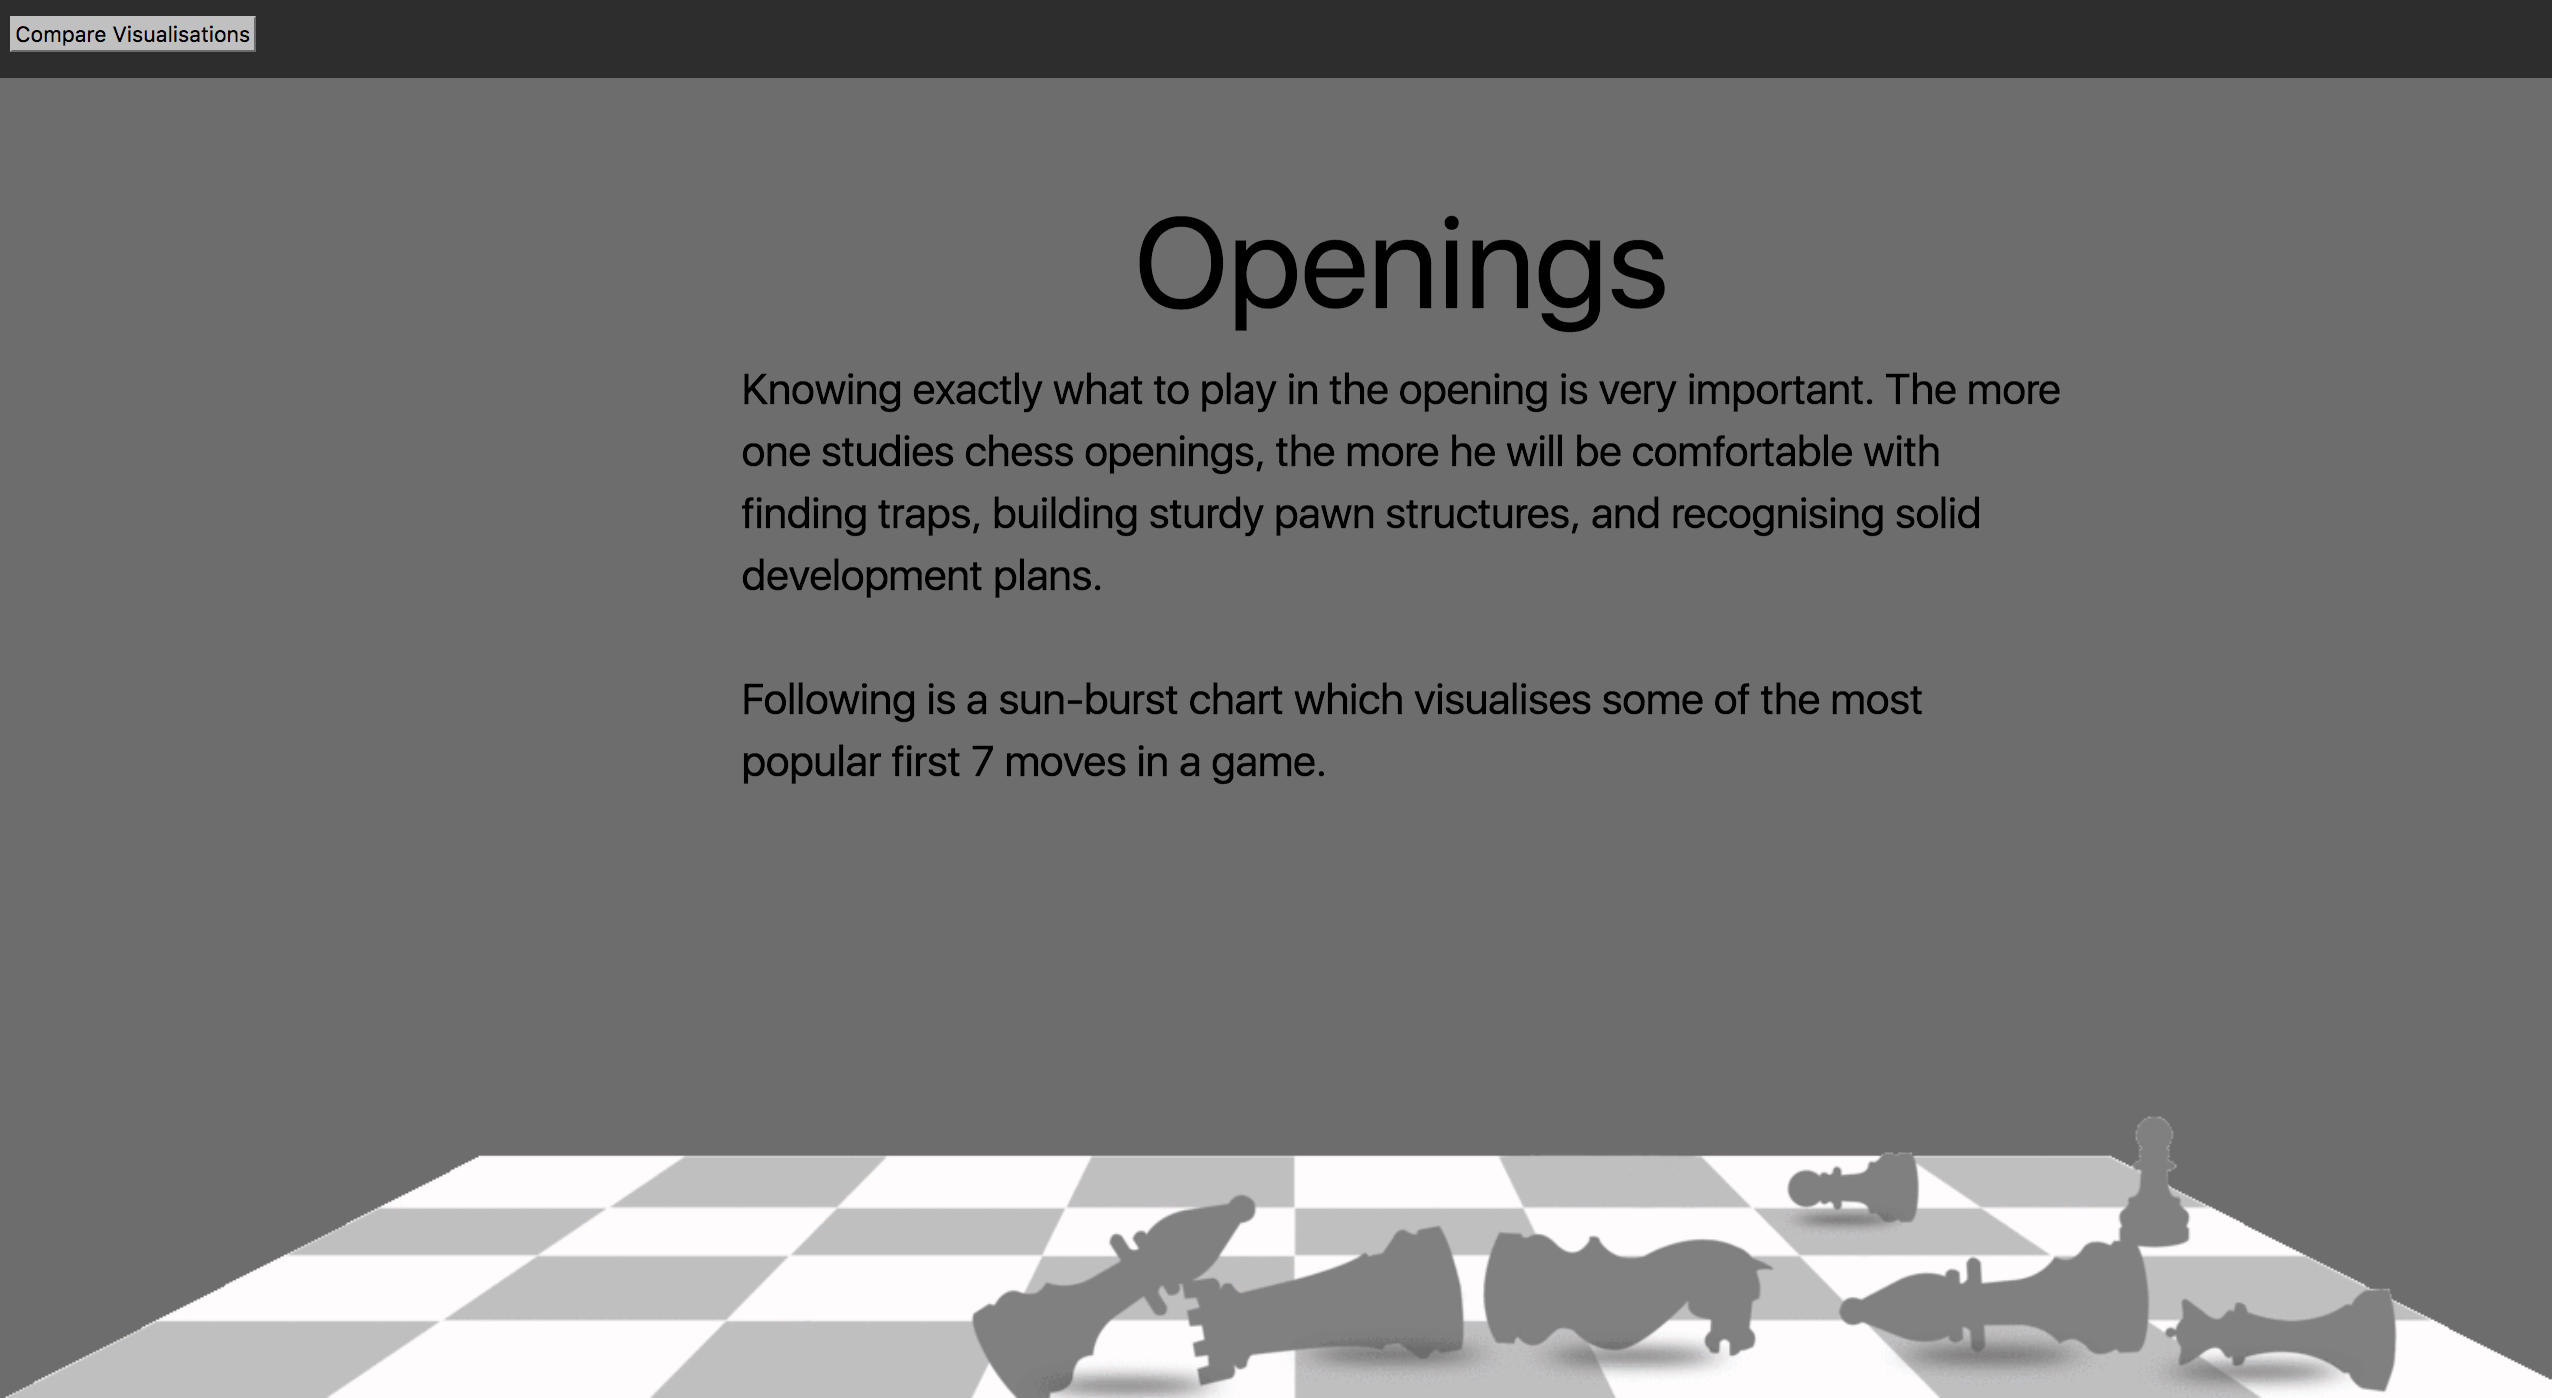 Compare Visualisations
Openings
Knowing exactly what to play in the opening is very important. The more
one studies chess openings, the more he will be comfortable with
finding traps, building sturdy pawn structures, and recognising solid
development plans.
Following is a sun-burst chart which visualises some of the most
popular first 7 moves in a game.